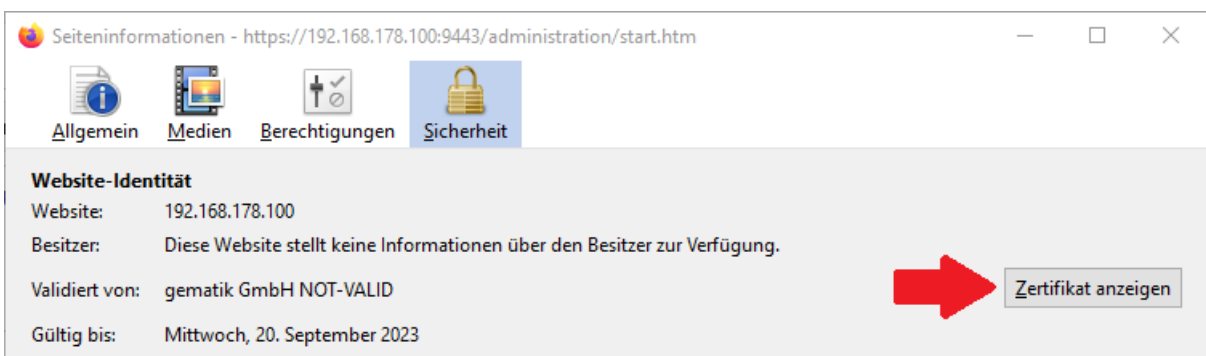 Seiteninformationen - https://192.168.178.100:9443/administration/start.htm
Allgemein Medien Berechtigungen Sicherheit
Website-Identität
Website: 192.168.178.100
Besitzer: Diese Website stellt keine Informationen über den Besitzer zur Verfügung.
Validiert von: gematik GmbH NOT-VALID Zertifikat anzeigen
Gültig bis: Mittwoch, 20. September 2023